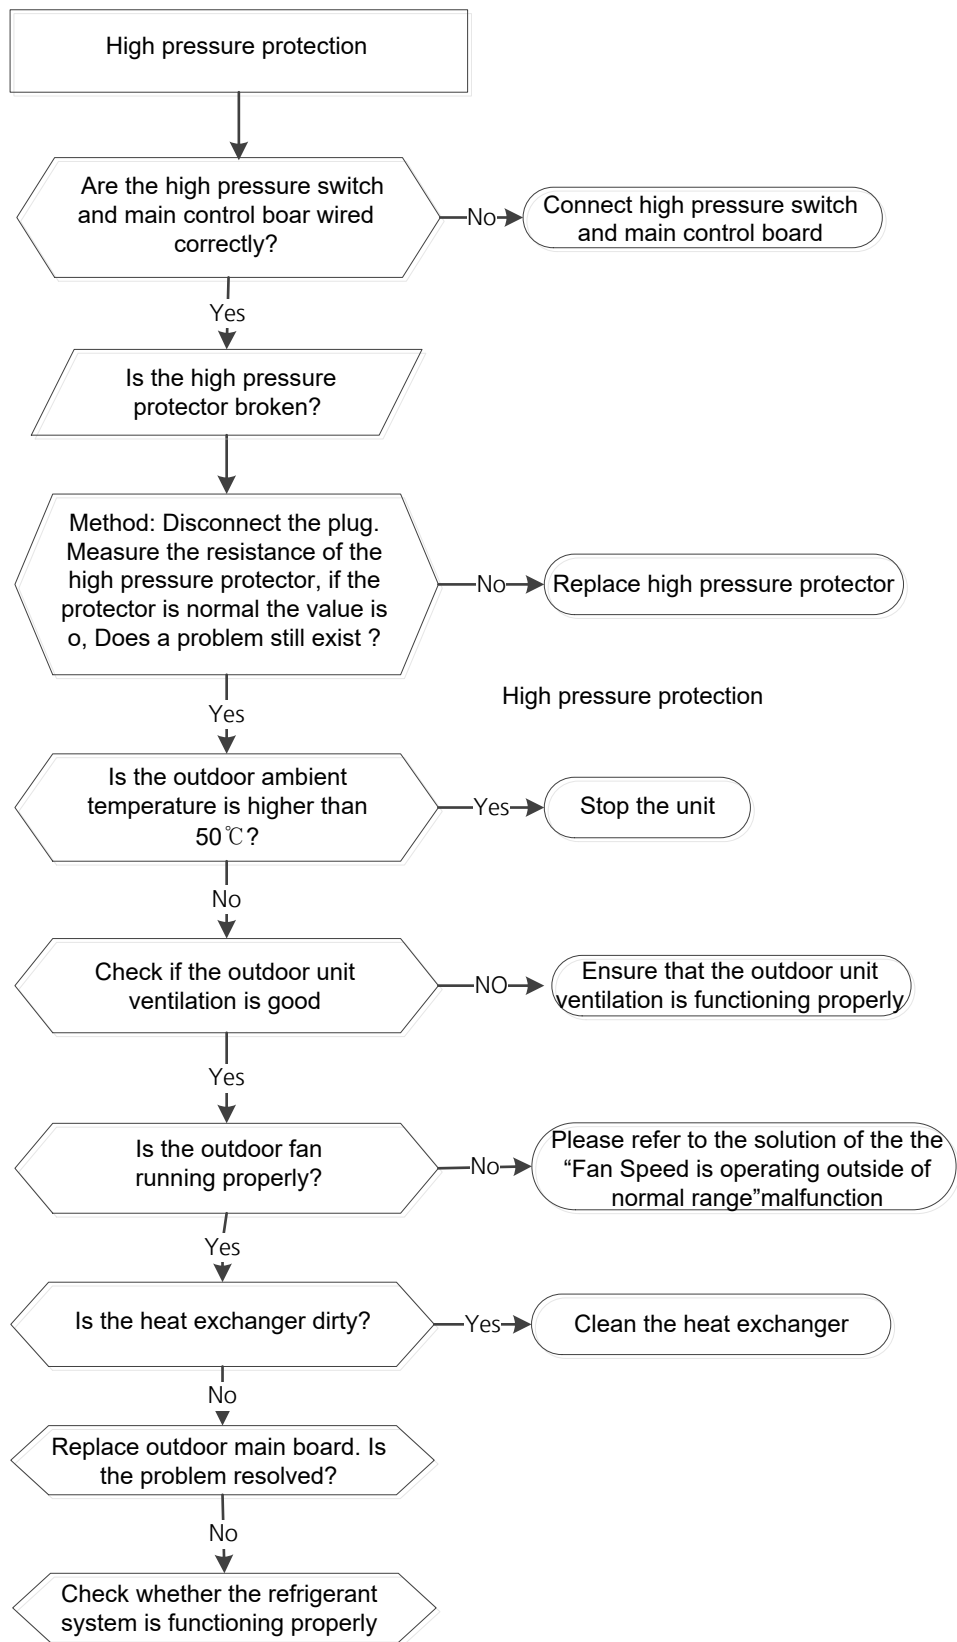 High pressure protection
Are the high pressure switch
and main control boar wired
correctly?
No
Connect high pressure switch
and main control board
Yes
Is the high pressure
protector broken?
Method: Disconnect the plug.
Measure the resistance of the
high pressure protector, if the
protector is normal the value is
o, Does a problem still exist ?
No
Replace high pressure protector
High pressure protection
Yes
Is the outdoor ambient
temperature is higher than
50℃?
Yes
Stop the unit
No
Check if the outdoor unit
ventilation is good
NO
Ensure that the outdoor unit
ventilation is functioning properly
Yes
Is the outdoor fan
running properly?
No
Please refer to the solution of the the
“Fan Speed is operating outside of
normal range”malfunction
Yes
Is the heat exchanger dirty?
Yes
Clean the heat exchanger
No
Replace outdoor main board. Is
the problem resolved?
No
Check whether the refrigerant
system is functioning properly